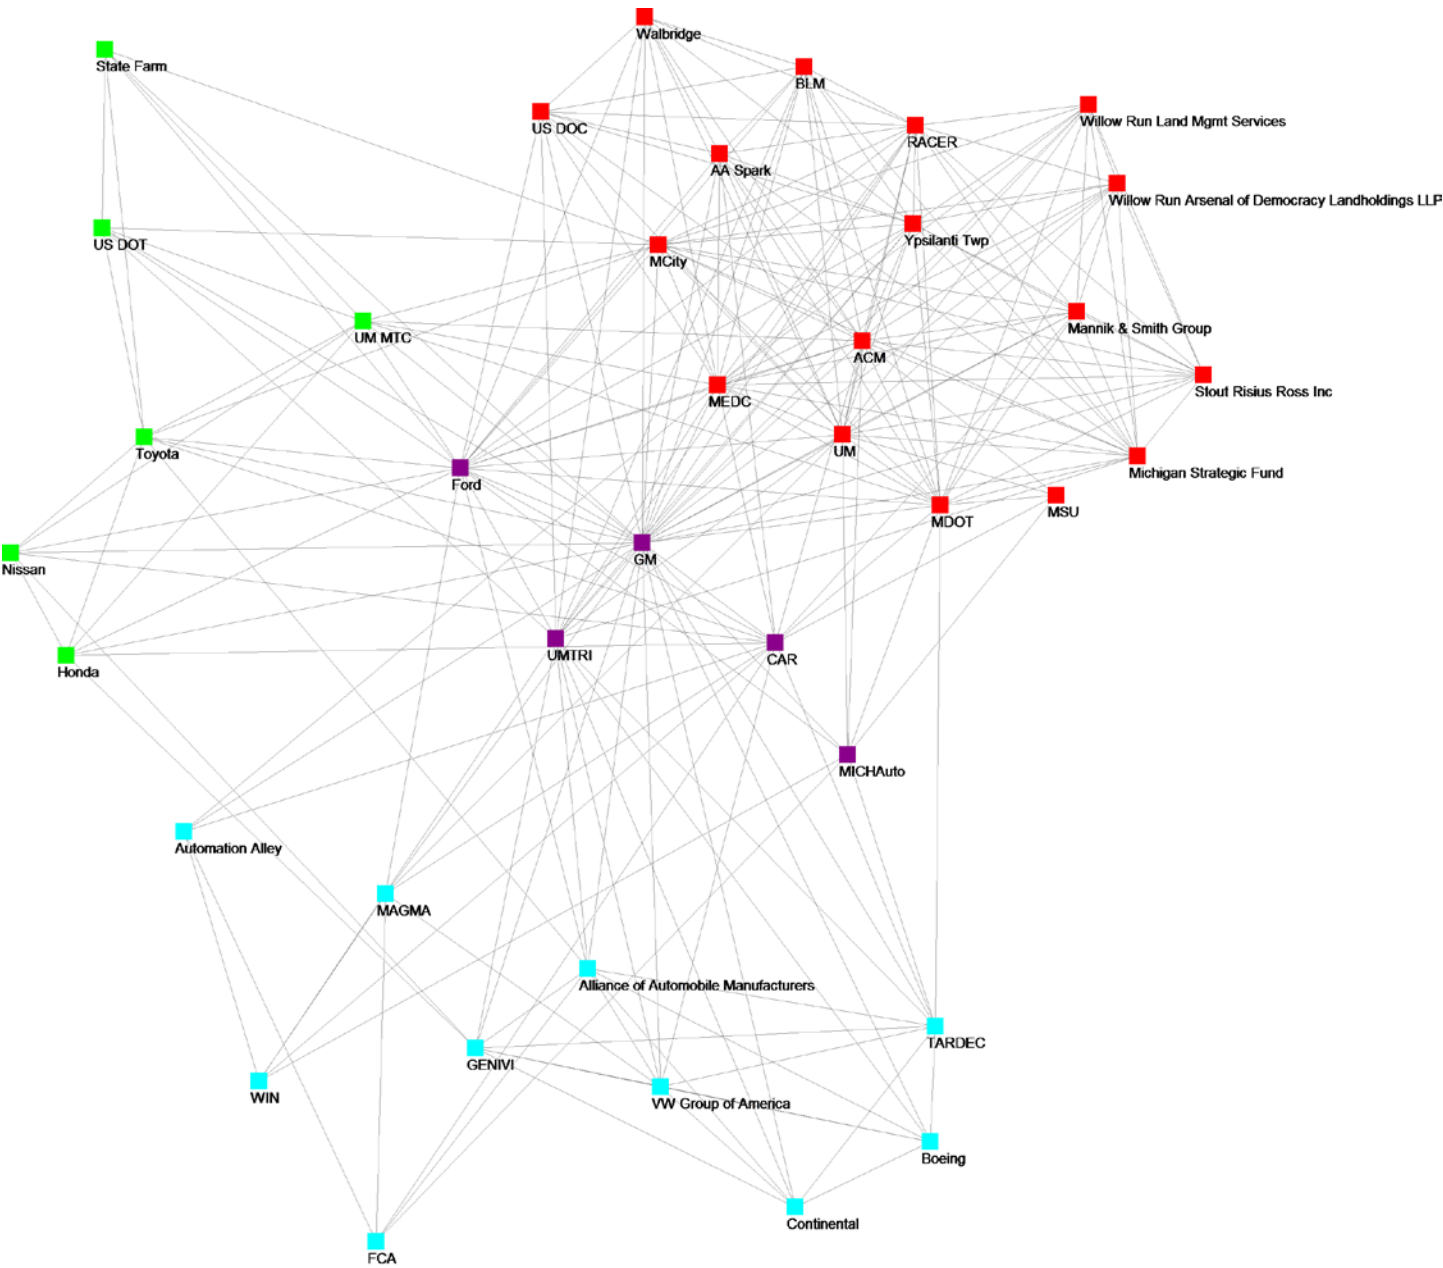 Walbridge
State Farm
BLM
US DOC
Willow Run Land Mgmt Services
RACER
AA Spark
Willow Run Arsenal of Democracy Landholdings LLP
US DOT
Ypsilanti Twp
MCity
UM MTC
Mannik & Smith Group
ACM
MEDC
Stout Risius Ross Inc
Toyota
UM
Michigan Strategic Fund
Ford
MSU
MDOT
GM
Nissan
UMTRI
CAR
Honda
MICHAuto
Automation Alley
MAGMA
Alliance of Automobile Manufacturers
TARDEC
GENIVI
WIN
VW Group of America
Boeing
Continental
FCA